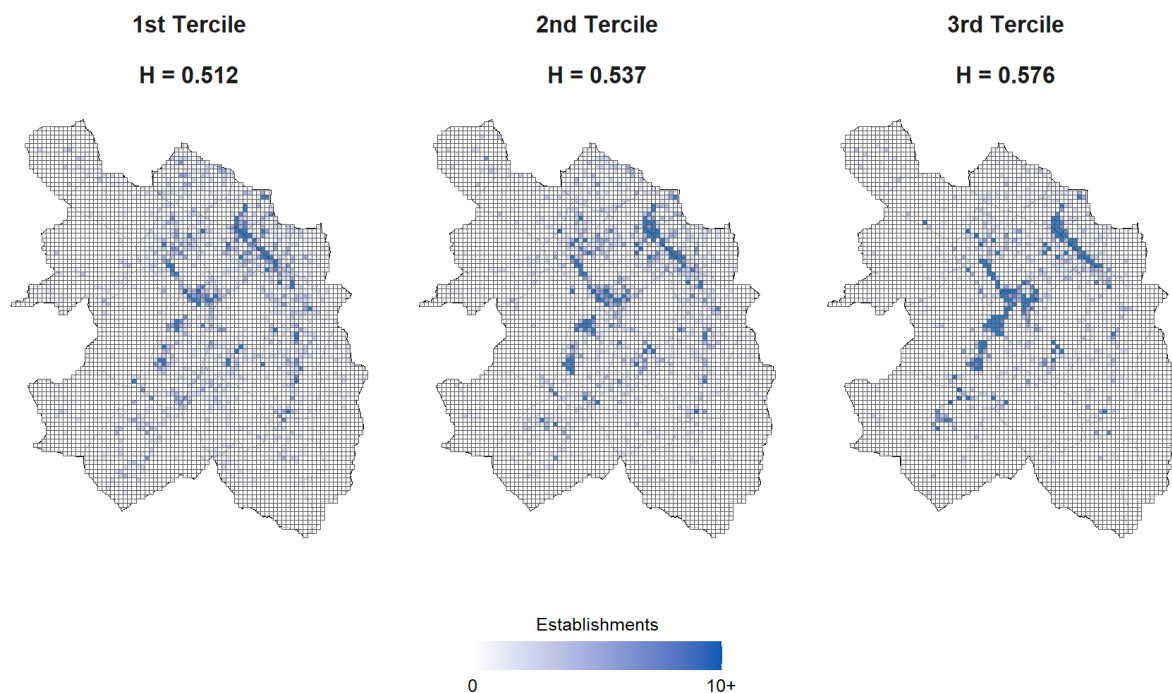 1st Tercile
H = 0.512
2nd Tercile
H = 0.537
3rd Tercile
H = 0.576
Establishments
0
10+